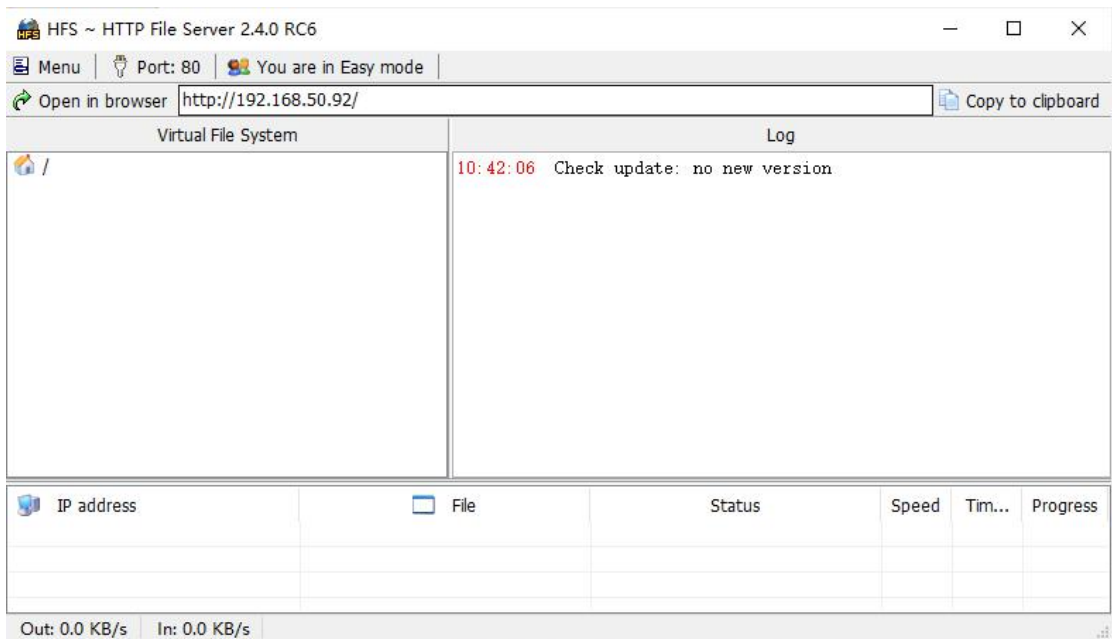 HFS ~ HTTP File Server 2.4.0 RC6
Menu Port: 80 You are in Easy mode
Open in browser http://192.168.50.92/ Copy to clipboard
Virtual File System Log
/ 10:42:06 Check update: no new version
IP address File Status Speed Tim... Progress
Out: 0.0 KB/s In: 0.0 KB/s